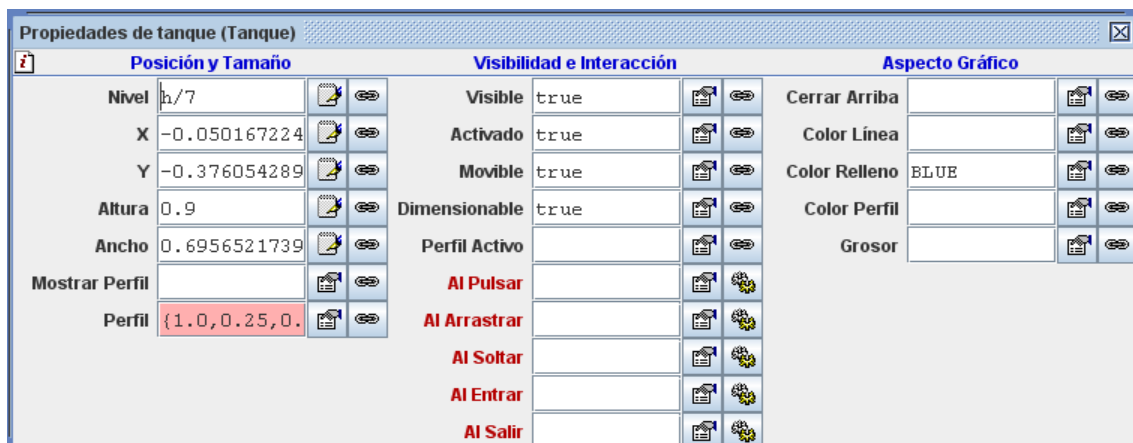 Propiedades de tanque (Tanque)
Posición y Tamaño Visibilidad e Interacción Aspecto Gráfico
Nivel h/7 Visible true Cerrar Arriba
X -0.050167224 Activado true Color Línea
Y -0.376054289 Movible true Color Relleno BLUE
Altura 0.9 Dimensionable true Color Perfil
Ancho 0.6956521739 Perfil Activo Grosor
Mostrar Perfil Al Pulsar
Perfil {1.0,0.25,0. Al Arrastrar
Al Soltar
Al Entrar
Al Salir